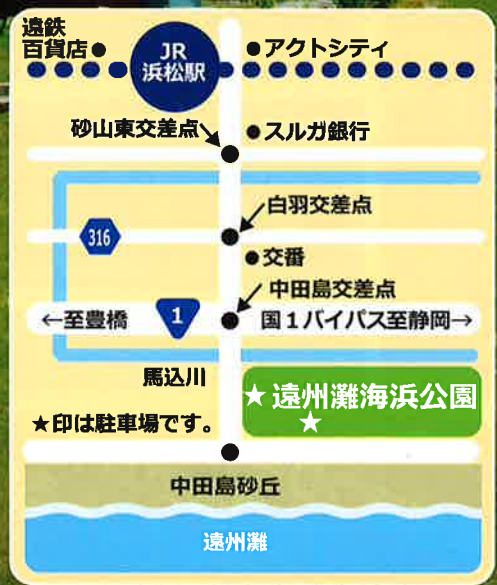 遠鉄
百貨店●
JR
浜松駅
●アクトシティ
砂山東交差点
●スルガ銀行
白羽交差点
316
●交番
中田島交差点
←至豊橋
1
国1バイパス至静岡→
馬込川
★遠州灘海浜公園
★
★印は駐車場です。
中田島砂丘
遠州灘